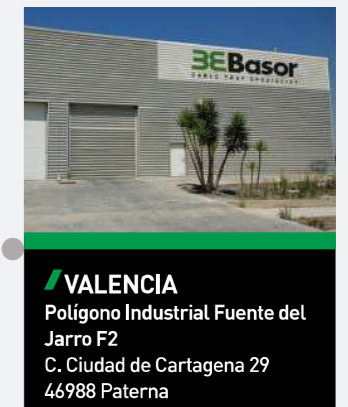 BEBasor
CABLE TRAY SPECIALIST
VALENCIA
Polígono Industrial Fuente del
Jarro F2
C. Ciudad de Cartagena 29
46988 Paterna